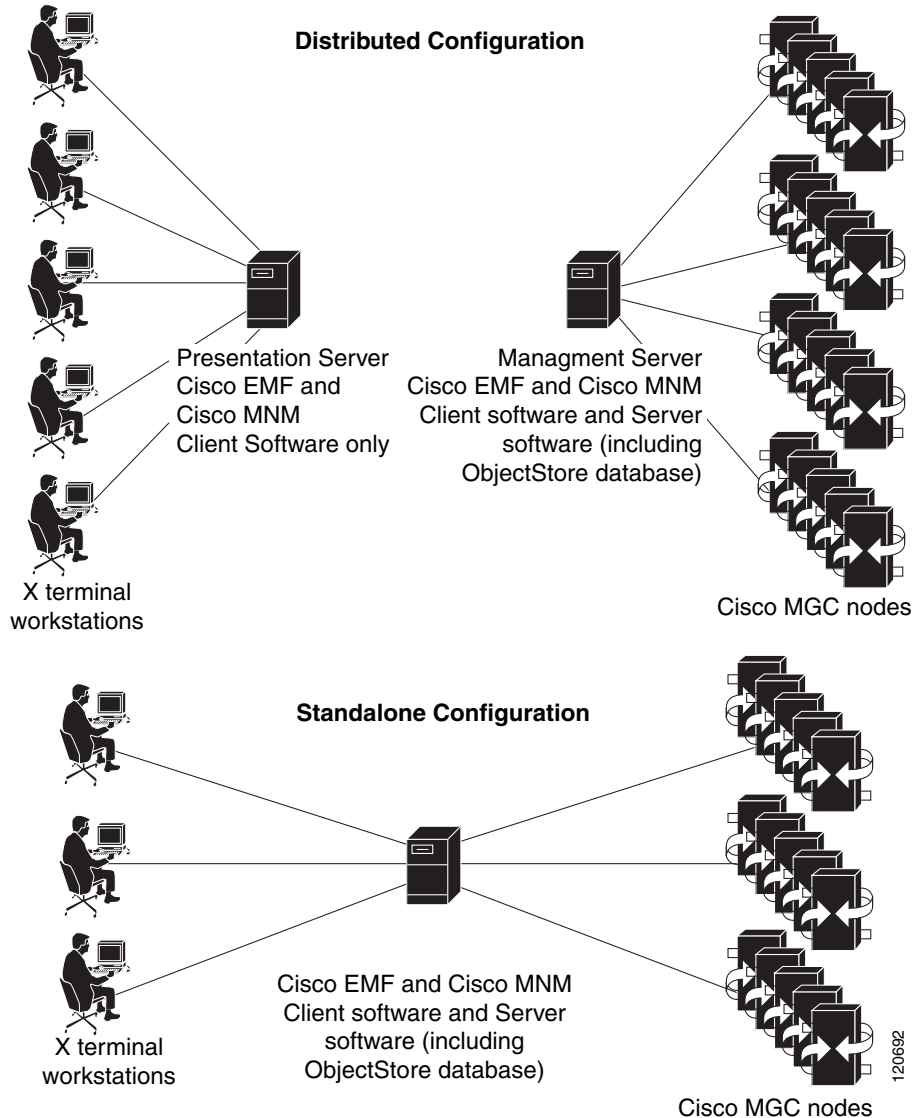 Distributed Configuration
Presentation Server
Cisco EMF and
Cisco MNM
Client Software only
Managment Server
Cisco EMF and Cisco MNM
Client software and Server
software (including
ObjectStore database)
X terminal
workstations
Cisco MGC nodes
Standalone Configuration
Cisco EMF and Cisco MNM
Client software and Server
software (including
ObjectStore database)
X terminal
workstations
Cisco MGC nodes
120692